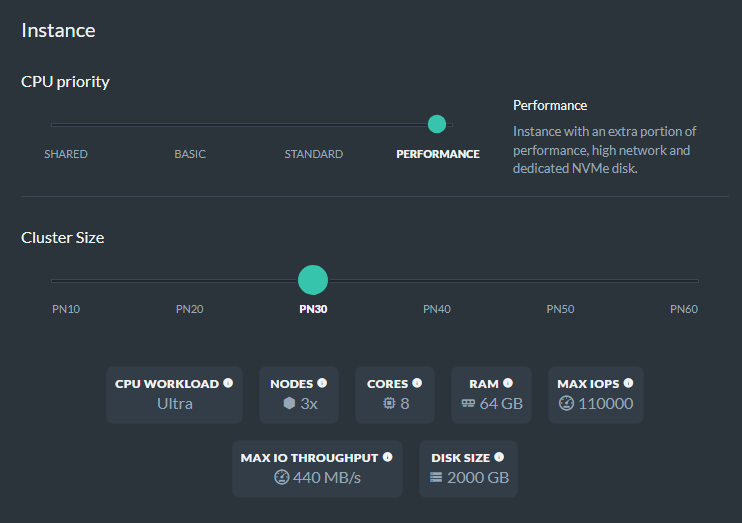 Instance
CPU priority
SHARED BASIC STANDARD PERFORMANCE
Performance
Instance with an extra portion of
performance, high network and
dedicated NVMe disk.
Cluster Size
PN10 PN20 PN30 PN40 PN50 PN60
CPU WORKLOAD NODES CORES RAM MAX IOPS
Ultra 3x 8 64 GB 110000
MAX IO THROUGHPUT DISK SIZE
440 MB/s 2000 GB